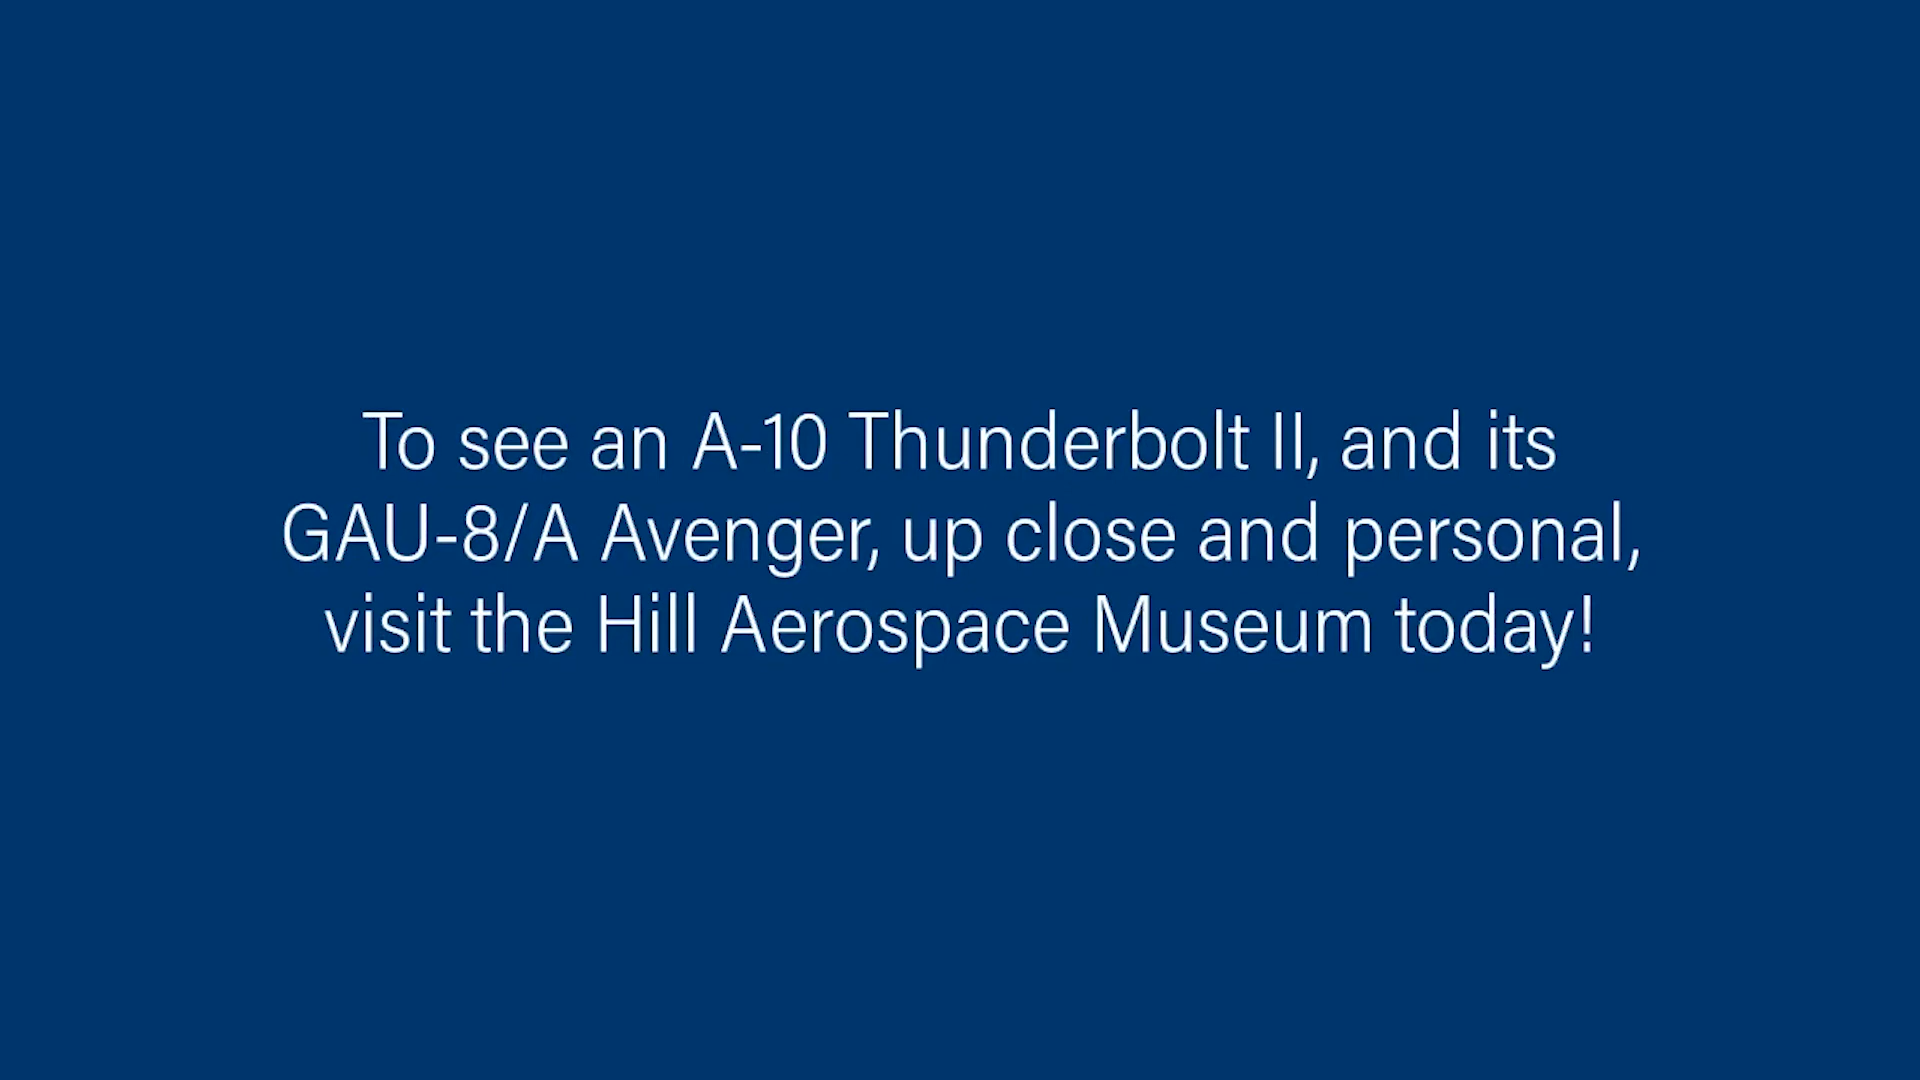 To see an A-10 Thunderbolt II, and its
GAU-8/A Avenger, up close and personal,
visit the Hill Aerospace Museum today!